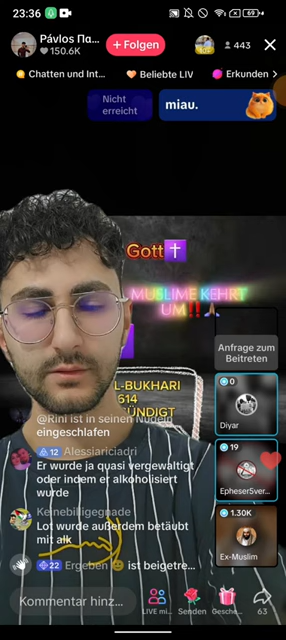 23:36
69
Pávlos Πα...
150.6K
+ Folgen
443
Chatten und Int...
Beliebte LIV
Erkunden >
Nicht
erreicht
miau.
Gott
MUSLIME KEHRT
UM
L-BUKHARI
614
ÜNDIGT
Anfrage zum
Beitreten
0
Diyar
19
EpheserSver...
1.30K
Ex-Muslim
@Rini ist in seinen Nugeln
eingeschlafen
12 Alessiariciadri
Er wurde ja quasi vergewaltigt
oder indem er alkoholisiert
wurde
Keinebilligegnade
Lot wurde außerdem betäubt
mit alk
22 Ergeben
ist beigetre...
Kommentar hinz...
LIVE mi...
Senden
Gesche...
63